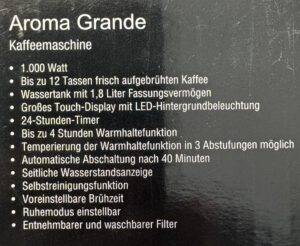 Aroma Grande
Kaffeemaschine
• 1.000 Watt
• Bis zu 12 Tassen frisch aufgebrühten Kaffee
• Wassertank mit 1,8 Liter Fassungsvermögen
• Großes Touch-Display mit LED-Hintergrundbeleuchtung
• 24-Stunden-Timer
• Bis zu 4 Stunden Warmhaltefunktion
• Temperierung der Warmhaltefunktion in 3 Abstufungen möglich
• Automatische Abschaltung nach 40 Minuten
• Seitliche Wasserstandsanzeige
• Selbstreinigungsfunktion
• Voreinstellbare Brühzeit
• Ruhemodus einstellbar
• Entnehmbarer und waschbarer Filter